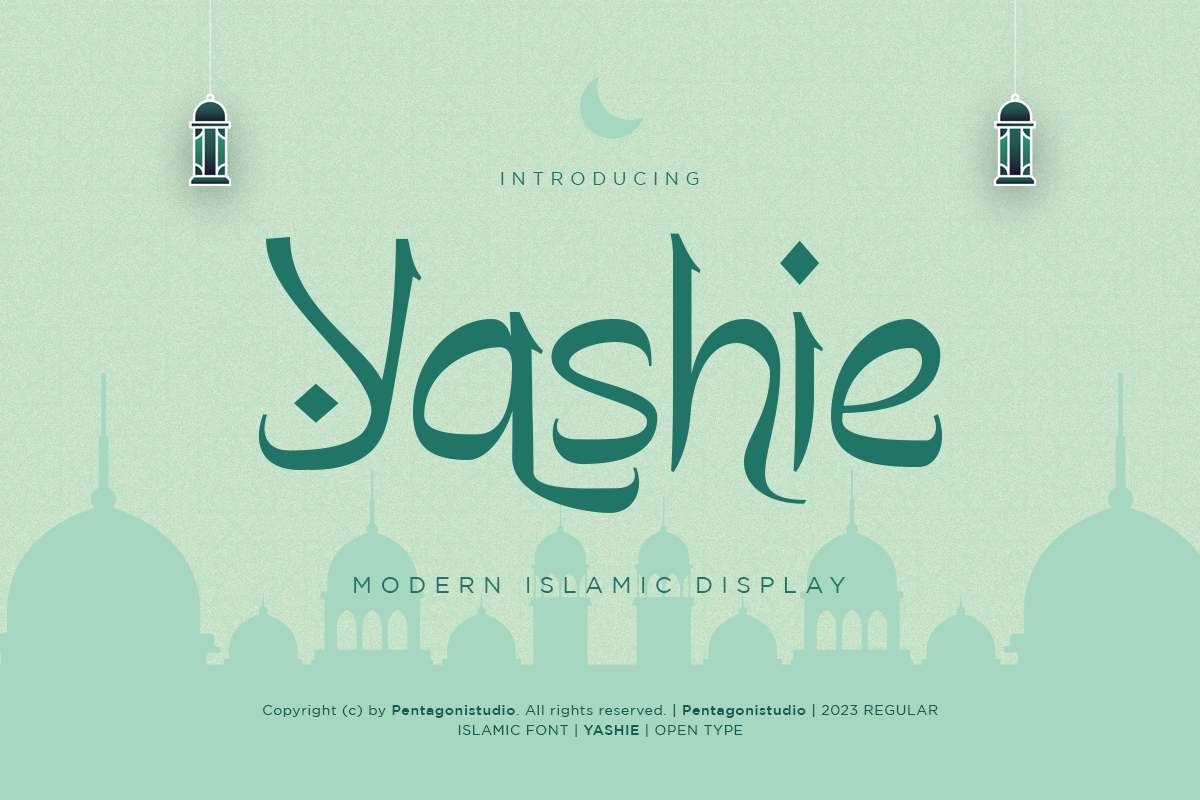 INTRODUCING
Yashie
MODERN ISLAMIC DISPLAY
Copyright (c) by Pentagonistudio. All rights reserved. | Pentagonistudio | 2023 REGULAR
ISLAMIC FONT | YASHIE | OPEN TYPE